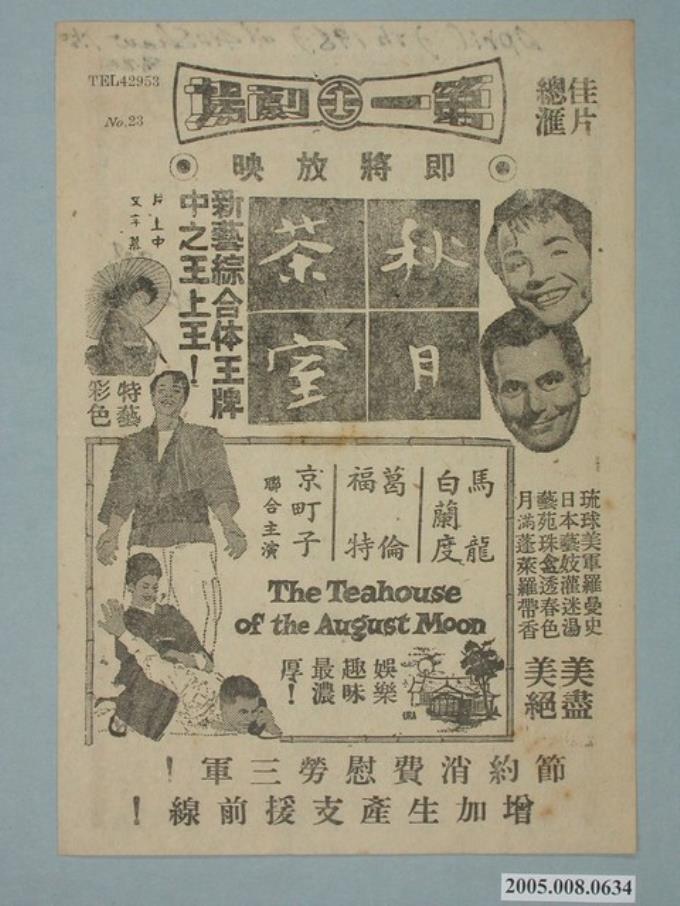 April
TEL42953
No.23
第一劇場
佳片
總滙
即將放映
秋月
茶室
新藝綜合体王牌
中之王上王！
特藝
彩色
馬龍
白蘭度
葛倫
福特
京町子
聯合主演
琉球美軍羅曼史
日本藝妓灌迷湯
藝苑珠盒透春色
月滿蓬萊羅帶香
The Teahouse
of the August Moon
娛樂
趣味
最濃
厚！
美盡
美絕
節約消費慰勞三軍！
增加生產支援前線！
2005.008.0634